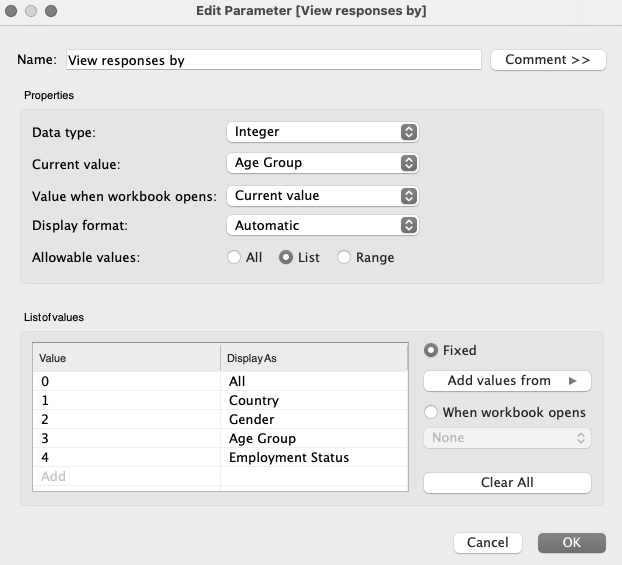 Edit Parameter [View responses by]
Name: View responses by Comment >>
Properties
Data type: Integer
Current value: Age Group
Value when workbook opens: Current value
Display format: Automatic
Allowable values: All List Range
List of values
Value Display As
0 All
1 Country
2 Gender
3 Age Group
4 Employment Status
Add
Fixed
Add values from
When workbook opens
None
Clear All
Cancel OK